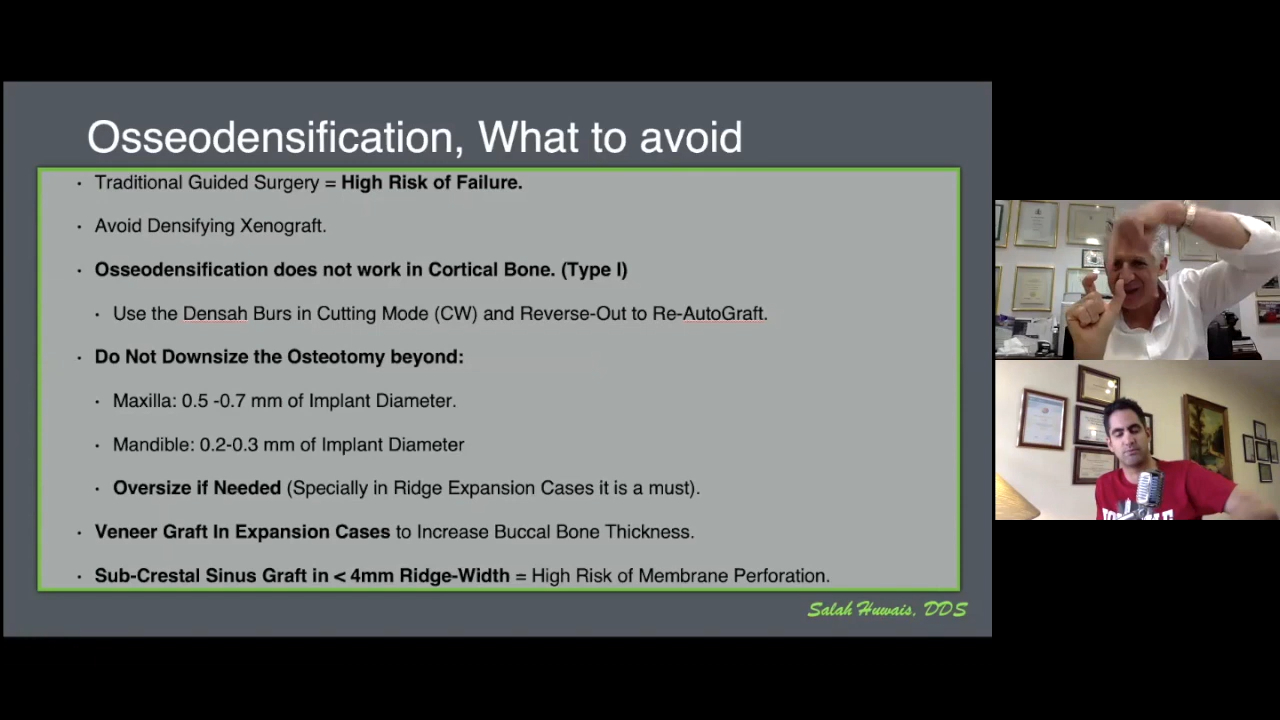 Osseodensification, What to avoid
· Traditional Guided Surgery = High Risk of Failure.
· Avoid Densifying Xenograft.
· Osseodensification does not work in Cortical Bone. (Type I)
· Use the Densah Burs in Cutting Mode (CW) and Reverse-Out to Re-AutoGraft.
· Do Not Downsize the Osteotomy beyond:
· Maxilla: 0.5 -0.7 mm of Implant Diameter.
· Mandible: 0.2-0.3 mm of Implant Diameter
· Oversize if Needed (Specially in Ridge Expansion Cases it is a must).
· Veneer Graft In Expansion Cases to Increase Buccal Bone Thickness.
· Sub-Crestal Sinus Graft in < 4mm Ridge-Width = High Risk of Membrane Perforation.
Salah Huwais, DDS